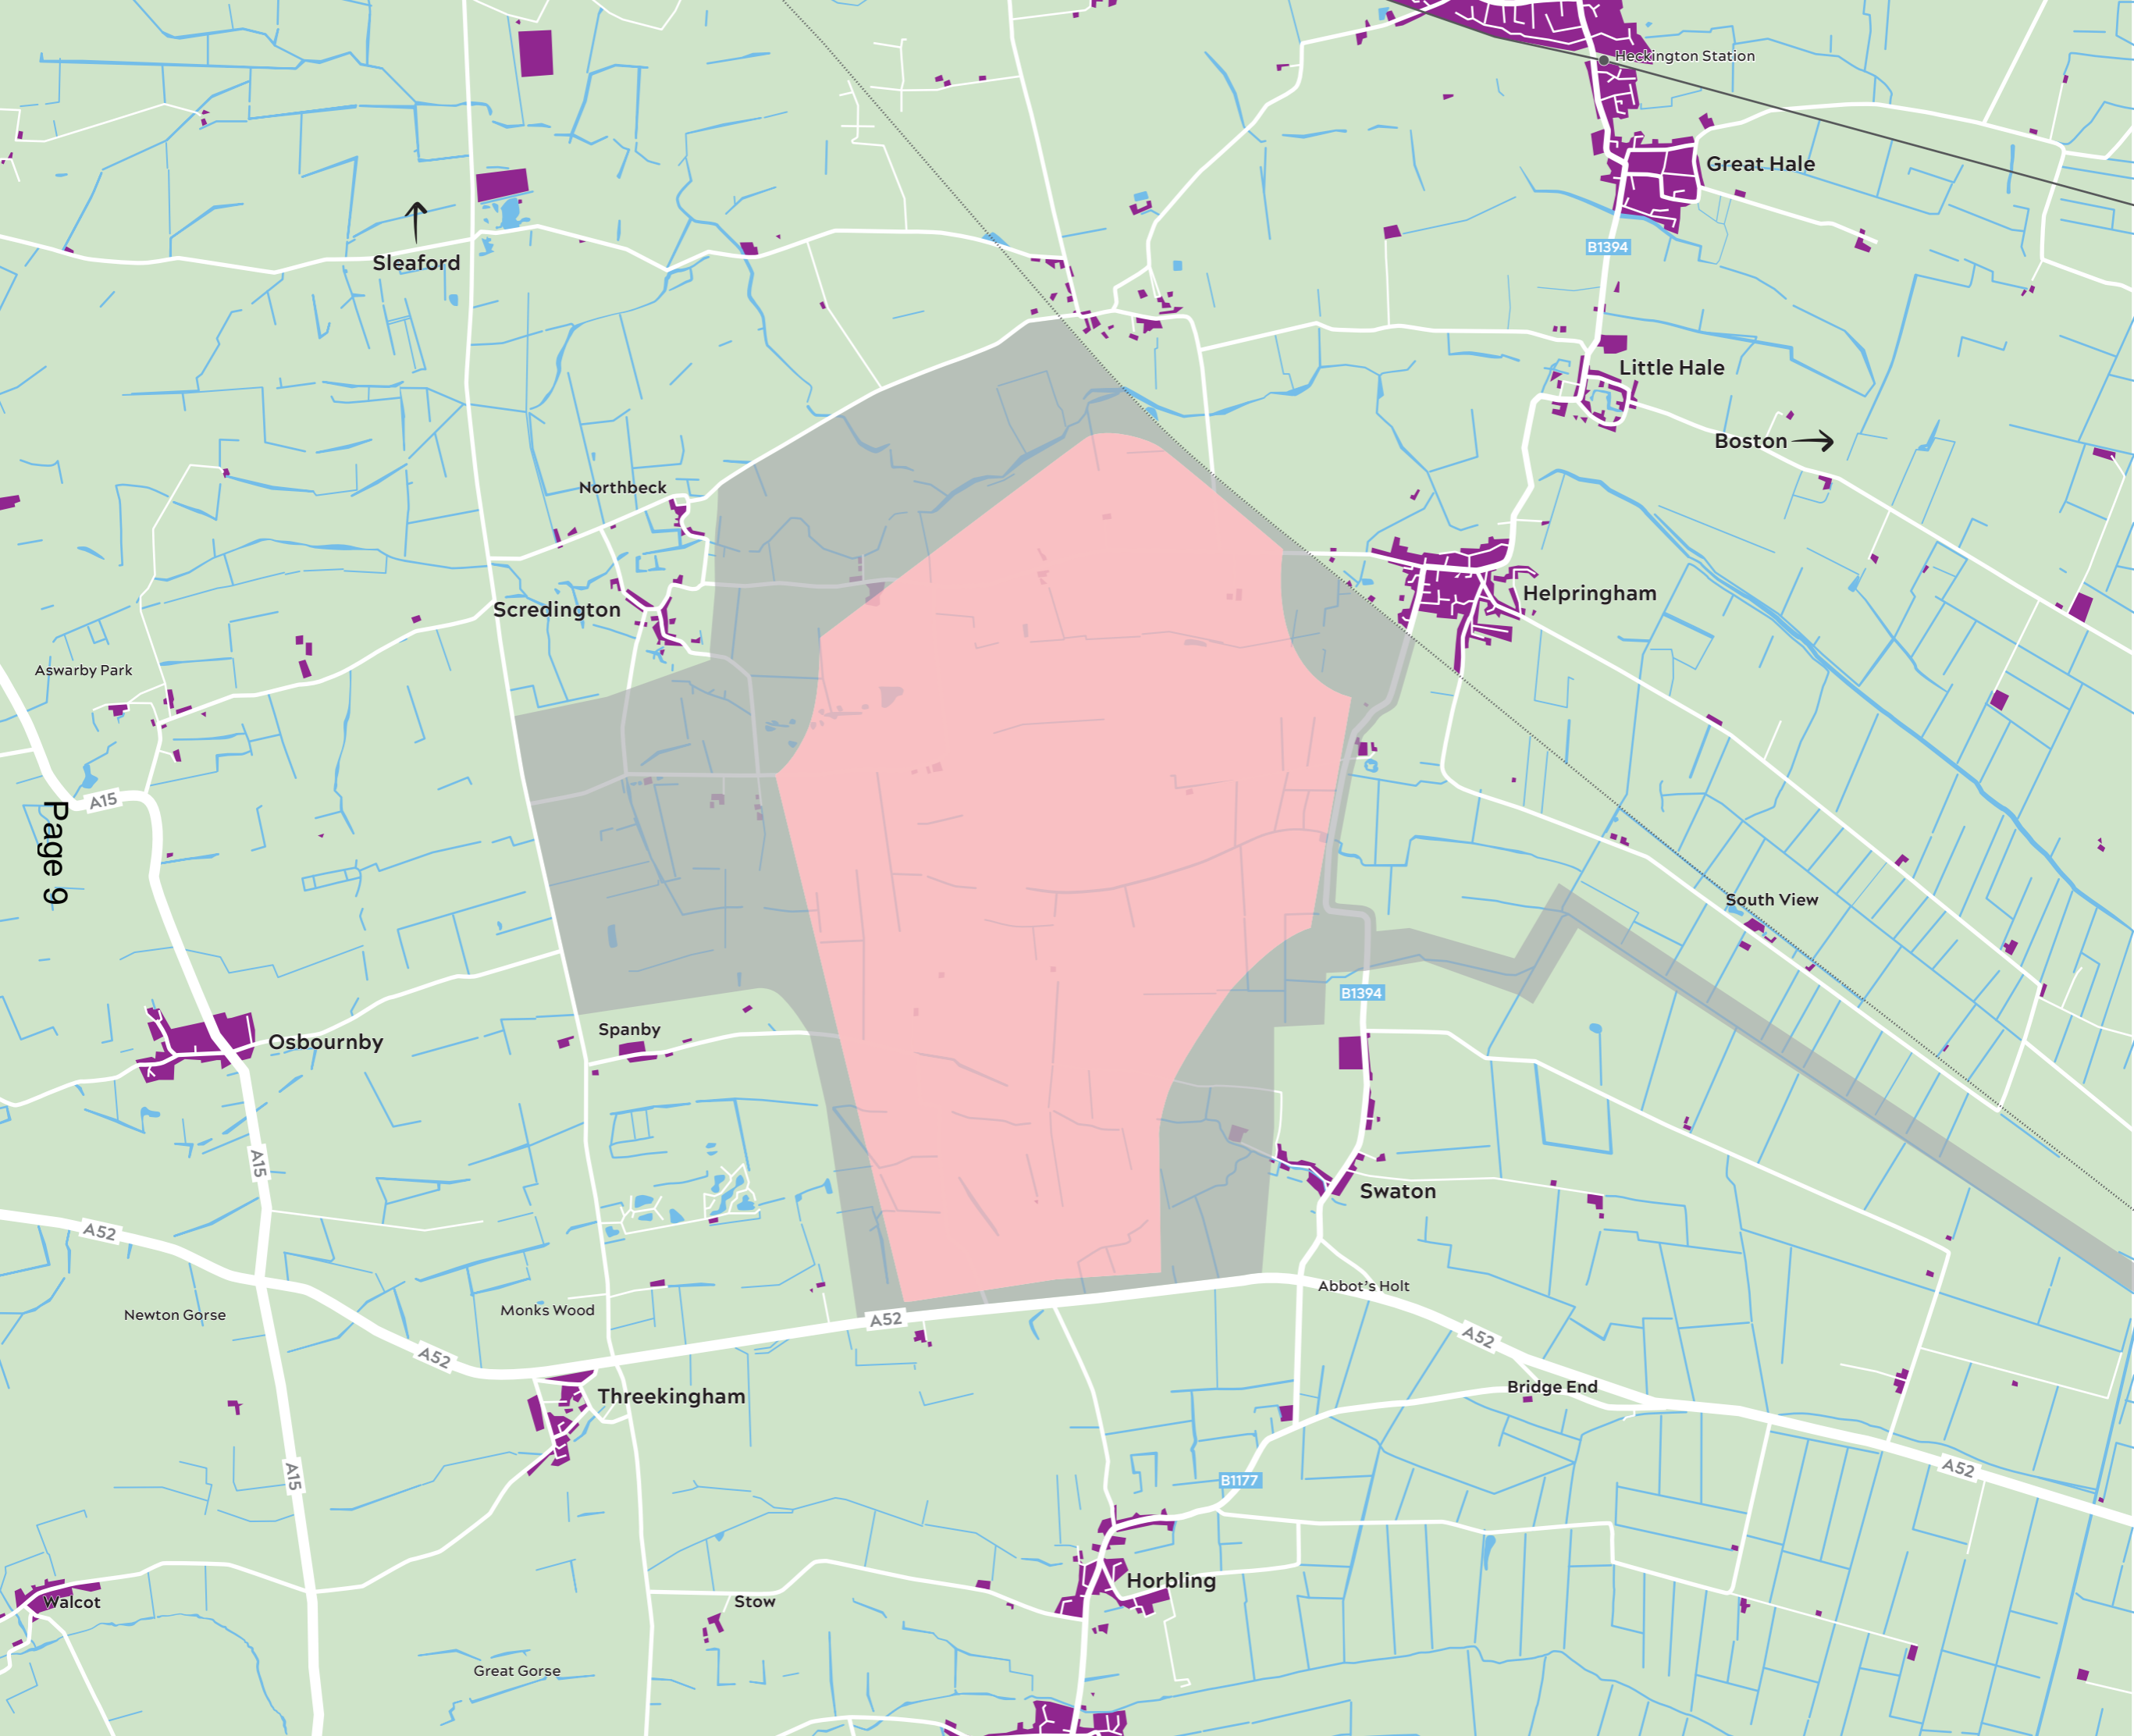 Heckington Station
Great Hale
B1394
Sleaford
Little Hale
Boston
Northbeck
Helpringham
Scredington
Aswarby Park
A15
Page 9
South View
B1394
Spanby
Osbournby
A15
Swaton
A52
Abbot's Holt
Newton Gorse
Monks Wood
A52
A52
A52
Bridge End
Threekingham
A52
A15
B1177
Horbling
Walcot
Stow
Great Gorse